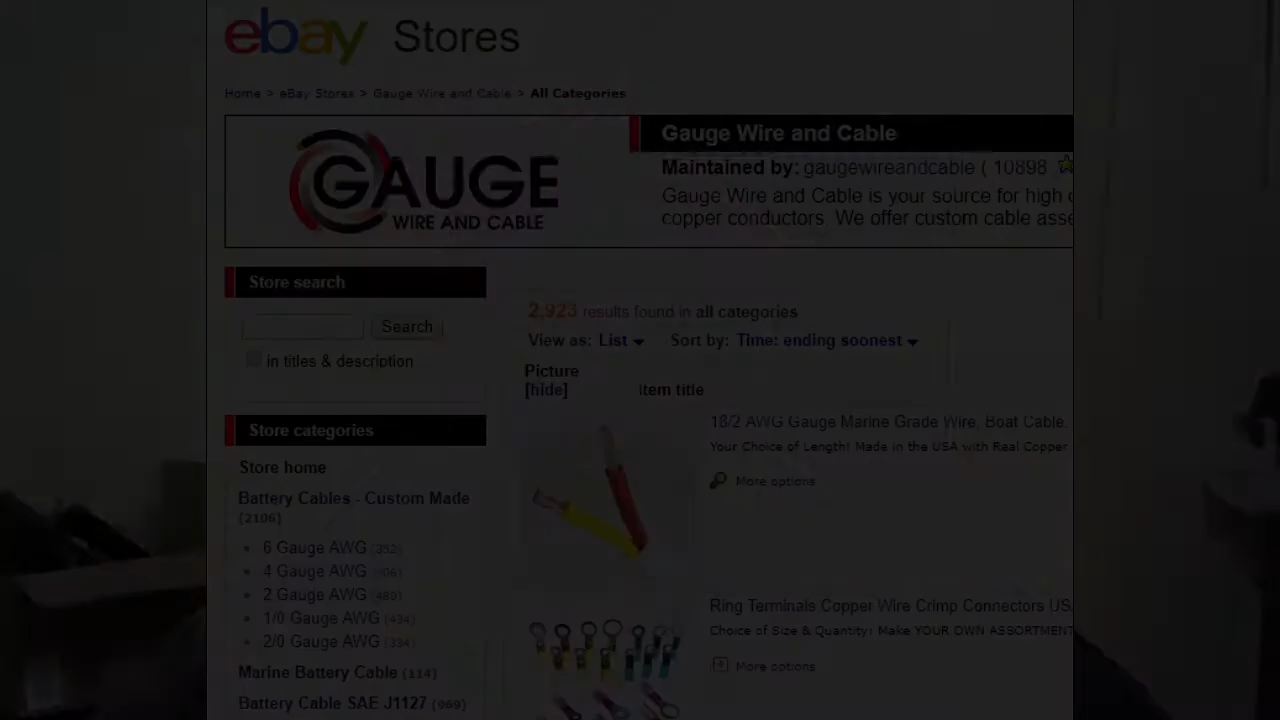 ebay Stores
Home > eBay Stores > Gauge Wire and Cable > All Categories
GAUGE
WIRE AND CABLE
Gauge Wire and Cable
Maintained by: gaugewireandcable ( 10898
Gauge Wire and Cable is your source for high
copper conductors. We offer custom cable asse
Store search
Search
in titles & description
2,923 results found in all categories
View as: List Sort by: Time: ending soonest
Picture
[hide]
Item title
18/2 AWG Gauge Marine Grade Wire, Boat Cable,
Your Choice of Length! Made in the USA with Real Copper
More options
Store categories
Store home
Battery Cables - Custom Made
(2106)
6 Gauge AWG (352)
4 Gauge AWG
2 Gauge AWG (489)
1/0 Gauge AWG (434)
2/0 Gauge AWG (334)
Marine Battery Cable (114)
Battery Cable SAE J1127 (969)
Ring Terminals Copper Wire Crimp Connectors US
Choice of Size & Quantity! Make YOUR OWN ASSORTMENT
More options